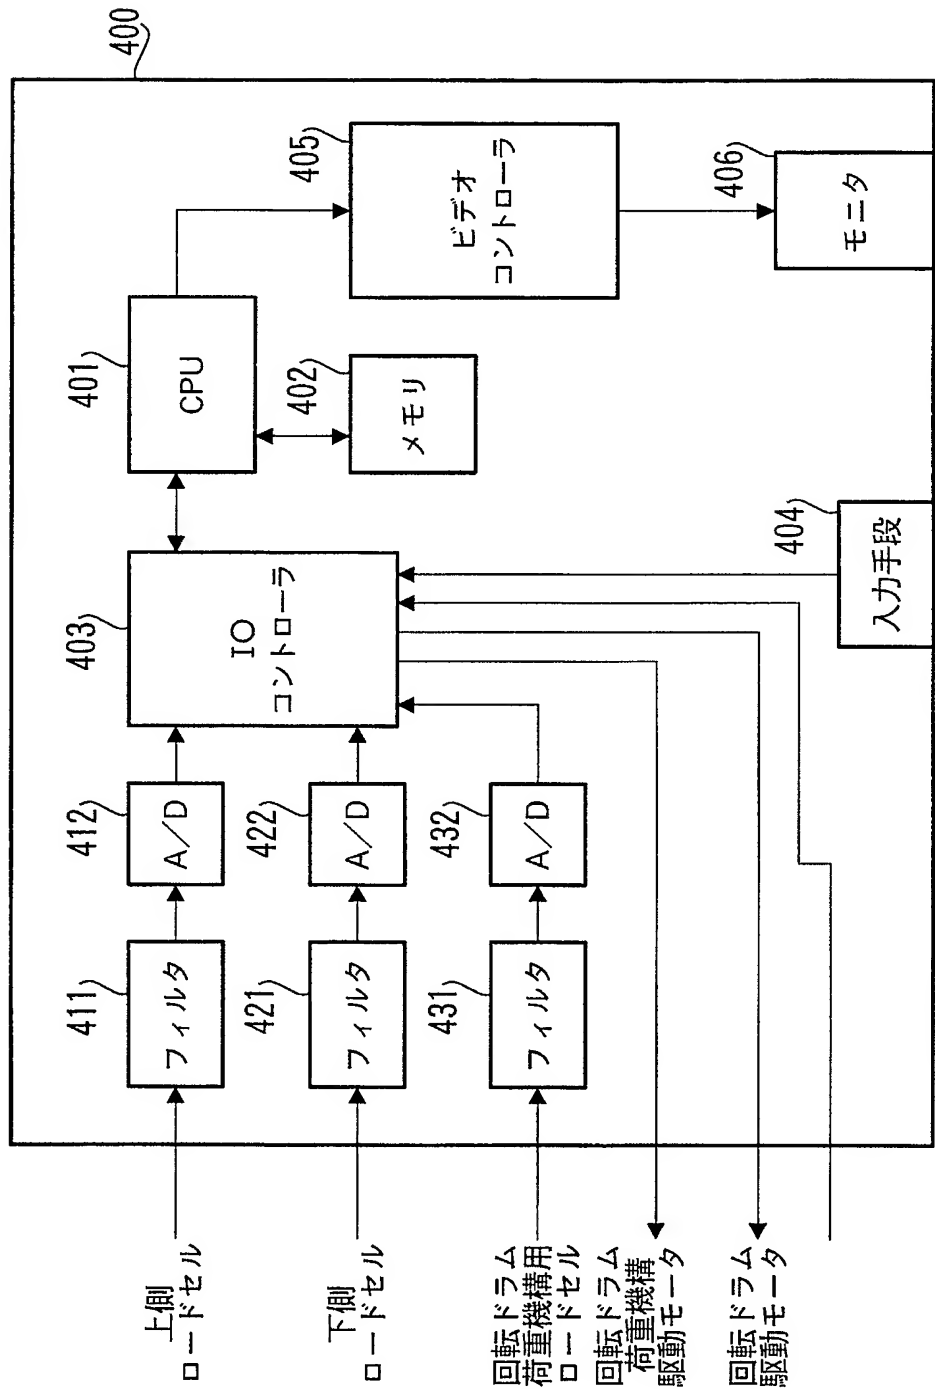 400
上側
ロードセル
411
フィルタ
412
A/D
403
IO
コントローラ
401
CPU
402
メモリ
405
ビデオ
コントローラ
406
モニタ
下側
ロードセル
421
フィルタ
422
A/D
回転ドラム
荷重機構用
ロードセル
431
フィルタ
432
A/D
回転ドラム
荷重機構
駆動モータ
回転ドラム
駆動モータ
404
入力手段